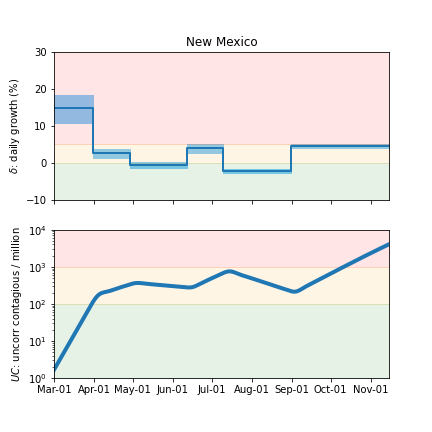 New Mexico
δ: daily growth (%)
30
20
10
0
−10
UC: uncorr contagious / million
10⁴
10³
10²
10¹
10⁰
Mar-01 Apr-01 May-01 Jun-01 Jul-01 Aug-01 Sep-01 Oct-01 Nov-01